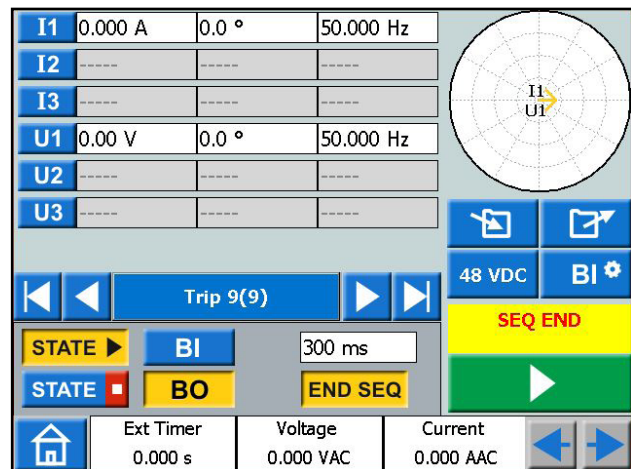 I1 0.000 A 0.0 ° 50.000 Hz
I2 ----- ----- -----
I3 ----- ----- -----
U1 0.00 V 0.0 ° 50.000 Hz
U2 ----- ----- -----
U3 ----- ----- -----
I1
U1
48 VDC BI
Trip 9(9)
SEQ END
STATE BI 300 ms
STATE BO END SEQ
Ext Timer Voltage Current
0.000 s 0.000 VAC 0.000 AAC